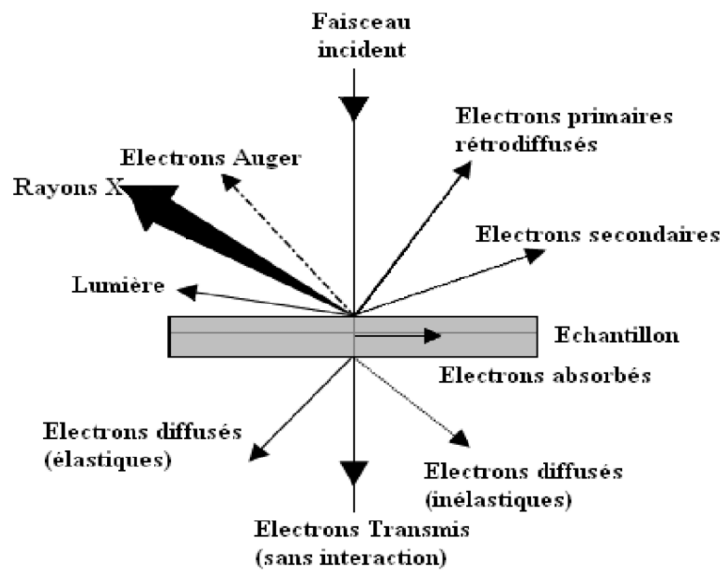 Faisceau
incident
Electrons primaires
rétrodiffusés
Electrons Auger
Rayons X
Electrons secondaires
Lumière
Echantillon
Electrons absorbés
Electrons diffusés
(élastiques)
Electrons diffusés
(inélastiques)
Electrons Transmis
(sans interaction)